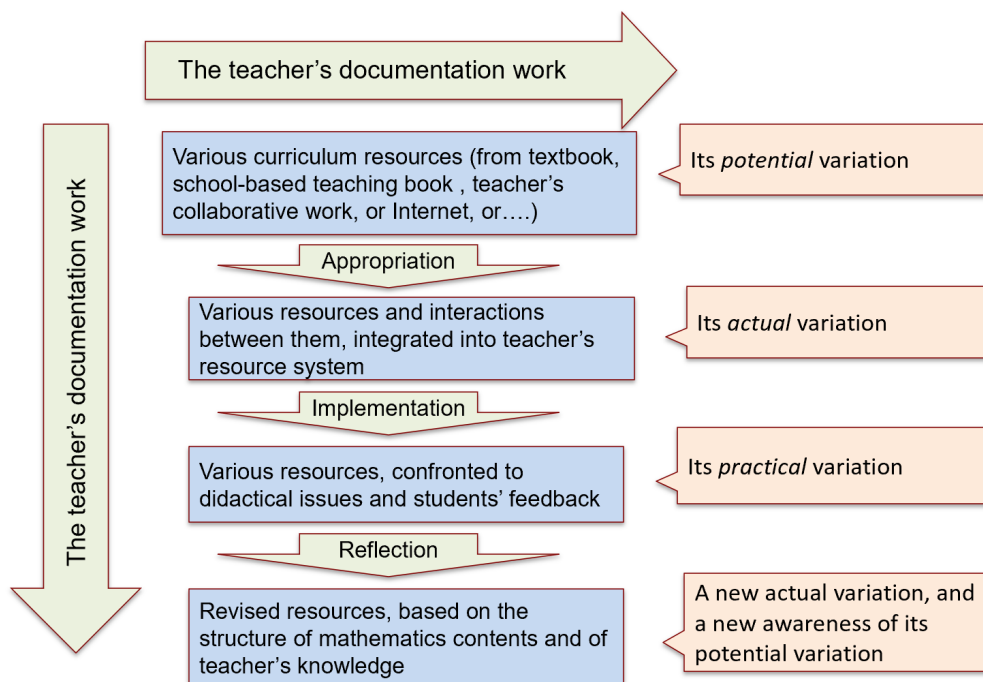 The teacher's documentation work
The teacher's documentation work
Various curriculum resources (from textbook,
school-based teaching book , teacher's
collaborative work, or Internet, or….)
Its potential variation
Appropriation
Various resources and interactions
between them, integrated into teacher's
resource system
Its actual variation
Implementation
Various resources, confronted to
didactical issues and students' feedback
Its practical variation
Reflection
Revised resources, based on the
structure of mathematics contents and of
teacher's knowledge
A new actual variation, and
a new awareness of its
potential variation